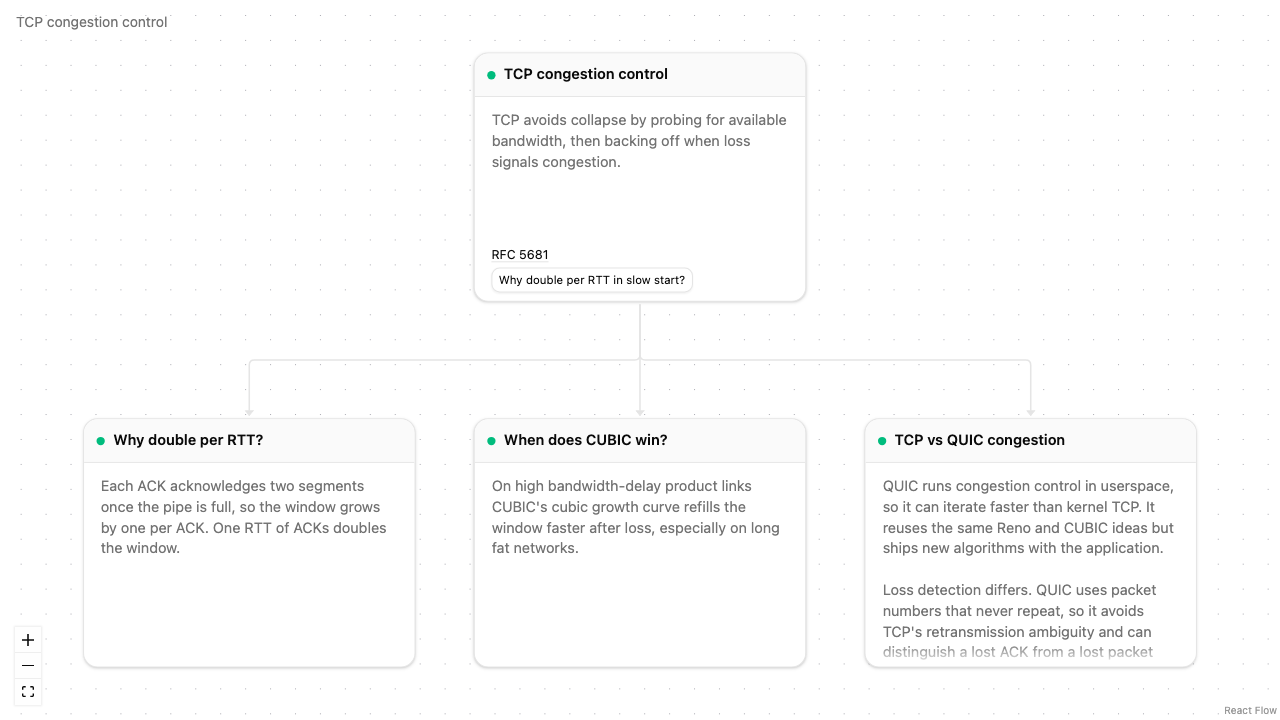 TCP congestion control
TCP congestion control
TCP avoids collapse by probing for available
bandwidth, then backing off when loss
signals congestion.
RFC 5681
Why double per RTT in slow start?
Why double per RTT?
Each ACK acknowledges two segments
once the pipe is full, so the window grows
by one per ACK. One RTT of ACKs doubles
the window.
When does CUBIC win?
On high bandwidth-delay product links
CUBIC's cubic growth curve refills the
window faster after loss, especially on long
fat networks.
TCP vs QUIC congestion
QUIC runs congestion control in userspace,
so it can iterate faster than kernel TCP. It
reuses the same Reno and CUBIC ideas but
ships new algorithms with the application.
Loss detection differs. QUIC uses packet
numbers that never repeat, so it avoids
TCP's retransmission ambiguity and can
distinguish a lost ACK from a lost packet
React Flow